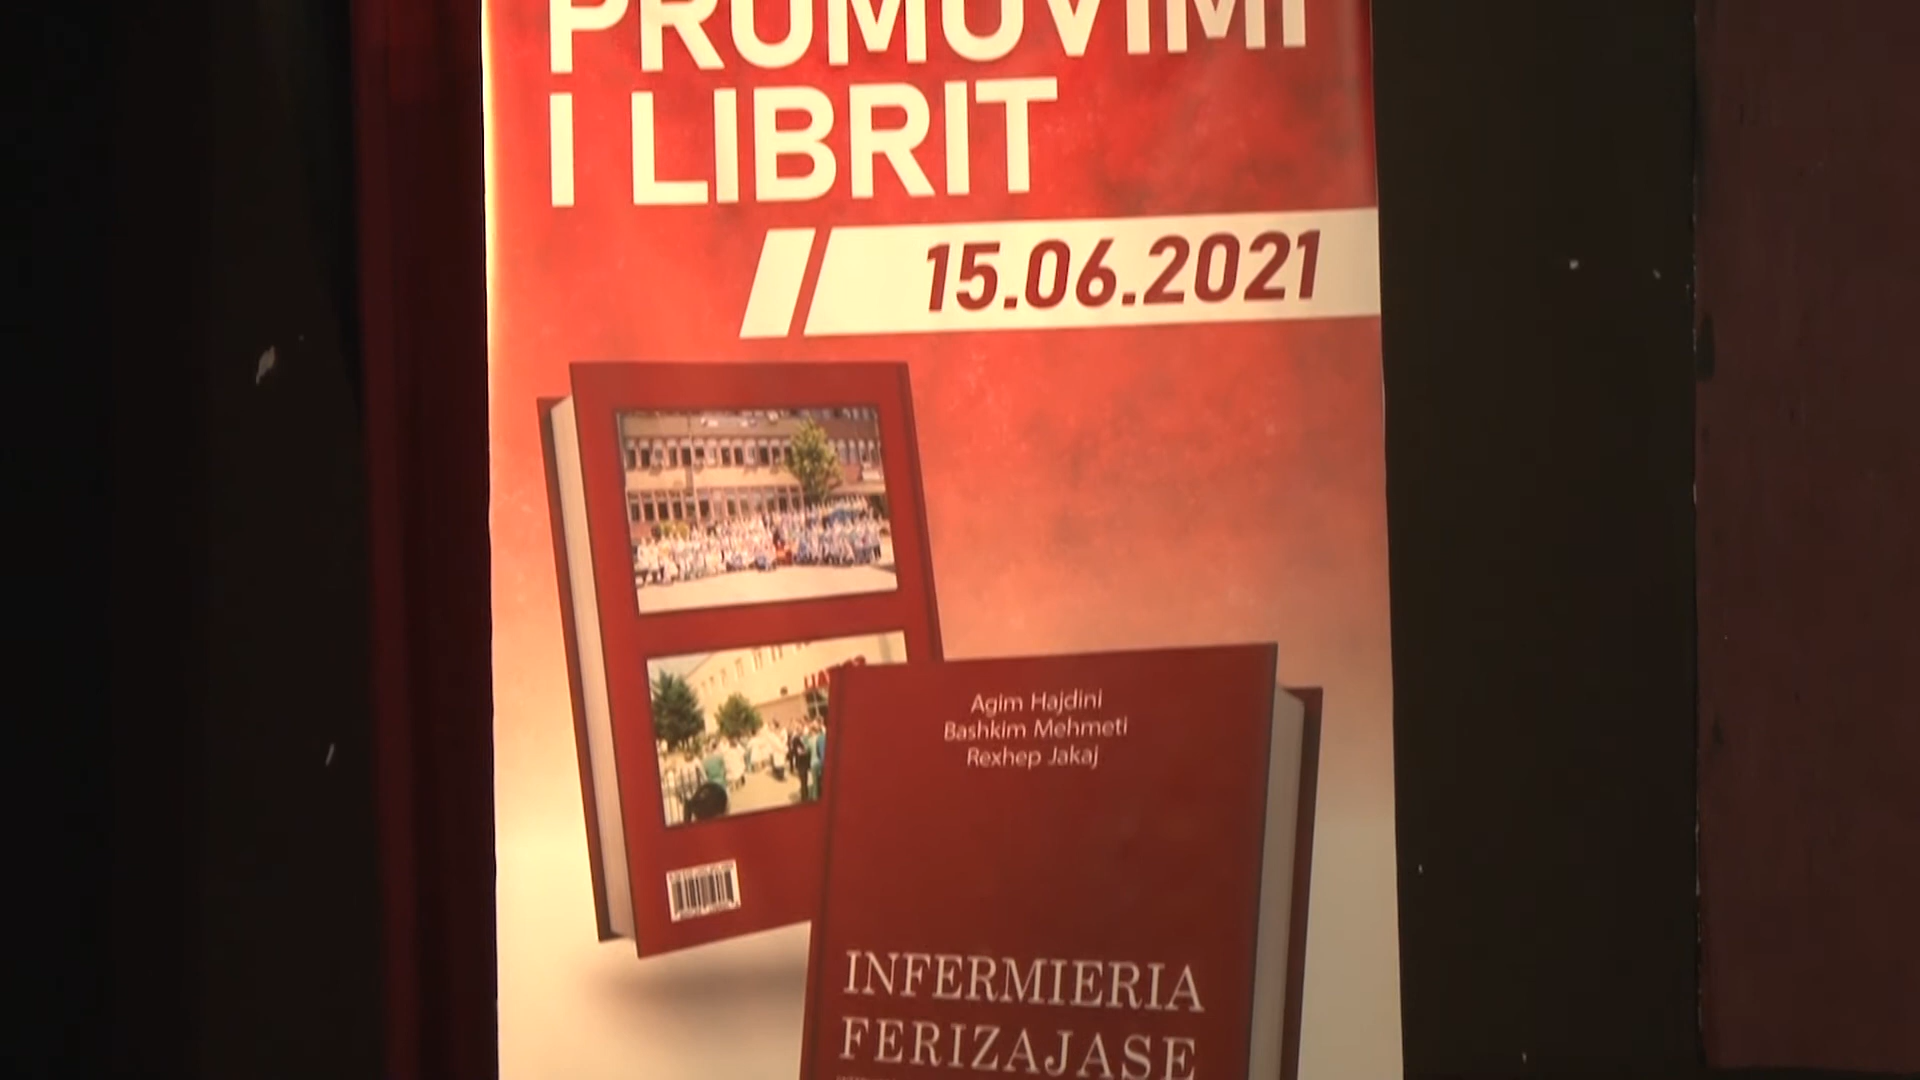 PROMOVIMI
I LIBRIT
15.06.2021
Agim Hajdini
Bashkim Mehmeti
Rexhep Jakaj
INFERMIERIA
FERIZAJASE